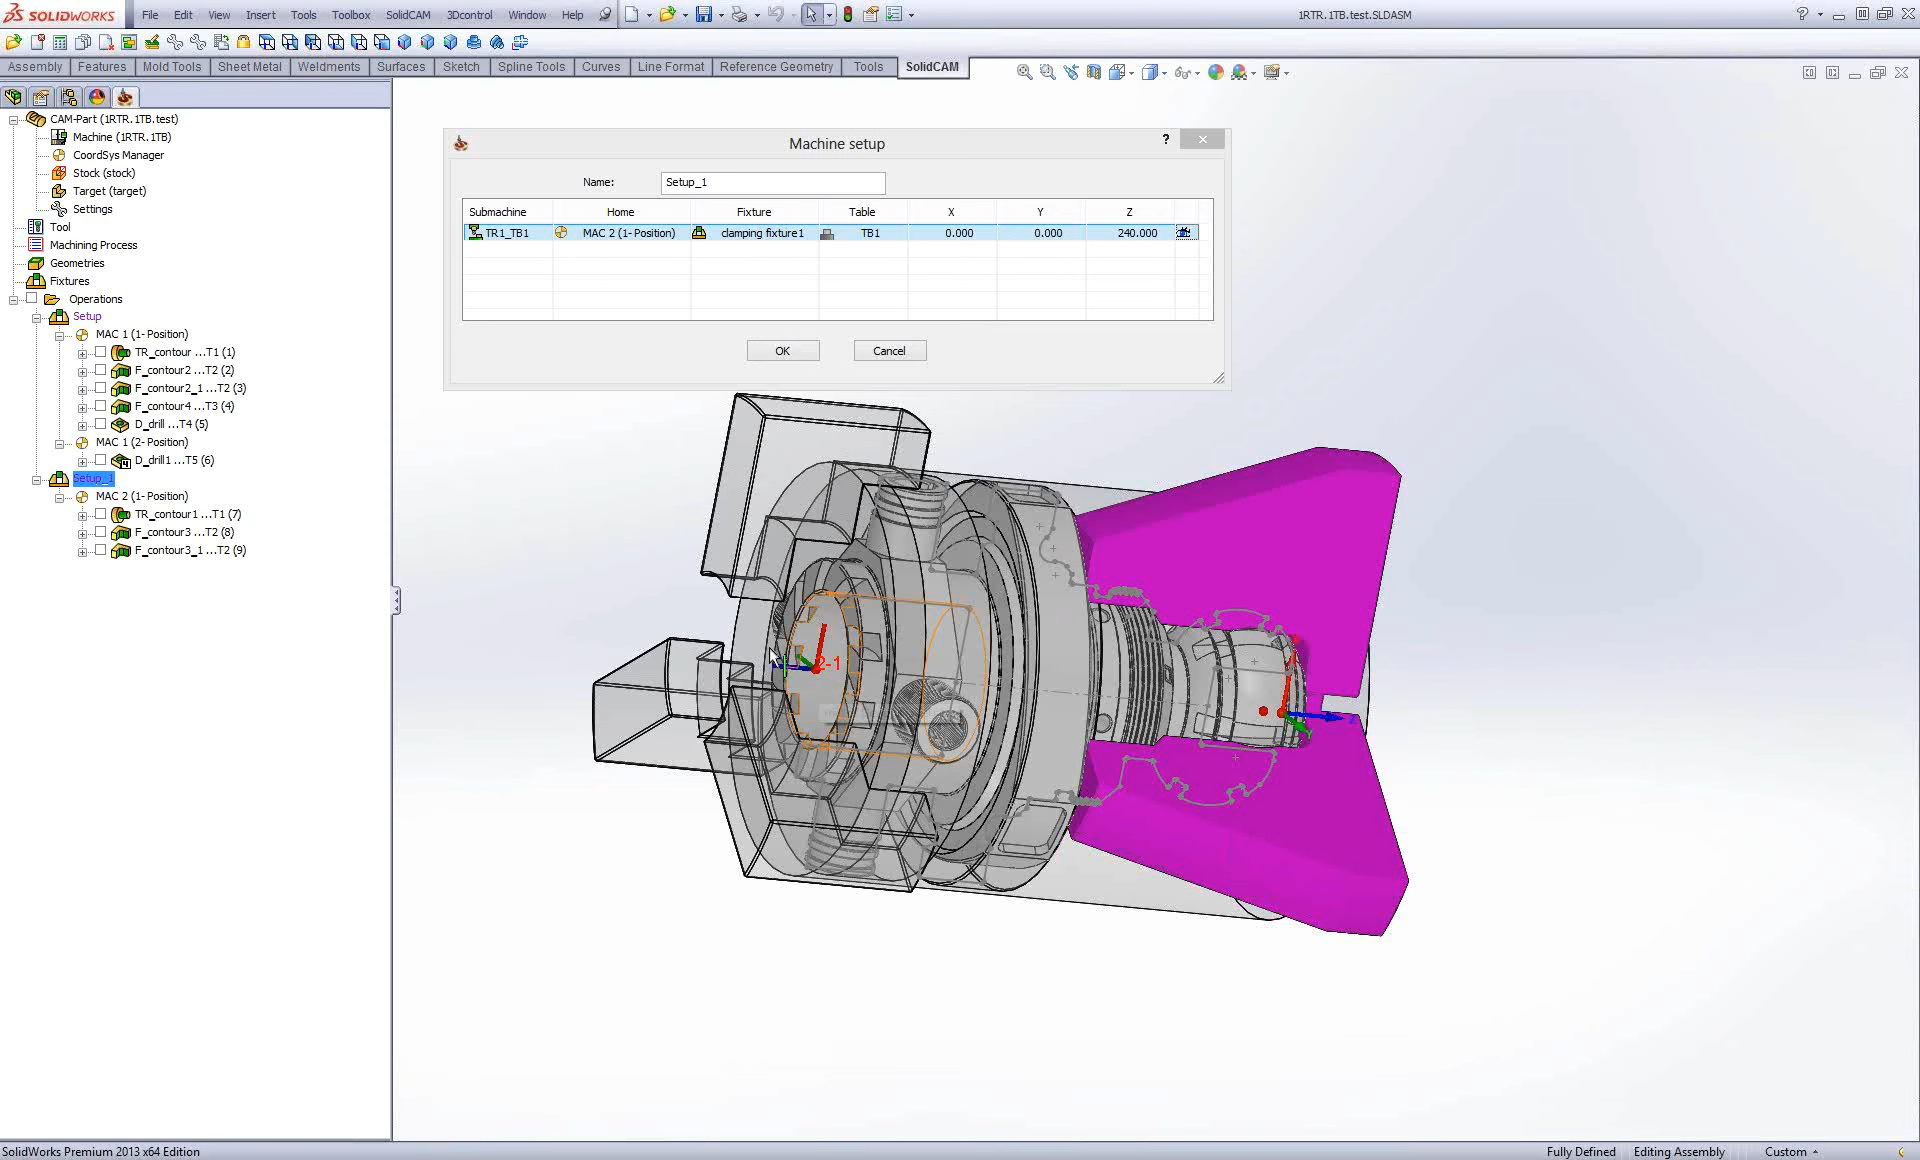 SOLIDWORKS File Edit View Insert Tools Toolbox SolidCAM 3Dcontrol Window Help 1RTR.1TB.test.SLDASM
Assembly Features Mold Tools Sheet Metal Weldments Surfaces Sketch Spline Tools Curves Line Format Reference Geometry Tools SolidCAM
CAM-Part (1RTR.1TB.test)
Machine (1RTR.1TB)
CoordSys Manager
Stock (stock)
Target (target)
Settings
Tool
Machining Process
Geometries
Fixtures
Operations
Setup
MAC 1 (1- Position)
TR_contour ...T1 (1)
F_contour2 ...T2 (2)
F_contour2_1 ...T2 (3)
F_contour4 ...T3 (4)
D_drill ...T4 (5)
MAC 1 (2- Position)
D_drill1 ...T5 (6)
Setup_1
MAC 2 (1- Position)
TR_contour1 ...T1 (7)
F_contour3 ...T2 (8)
F_contour3_1 ...T2 (9)
Machine setup
Name: Setup_1
Submachine Home Fixture Table X Y Z
TR1_TB1 MAC 2 (1- Position) clamping fixture1 TB1 0.000 0.000 240.000
OK Cancel
2-1
SolidWorks Premium 2013 x64 Edition Fully Defined Editing Assembly Custom